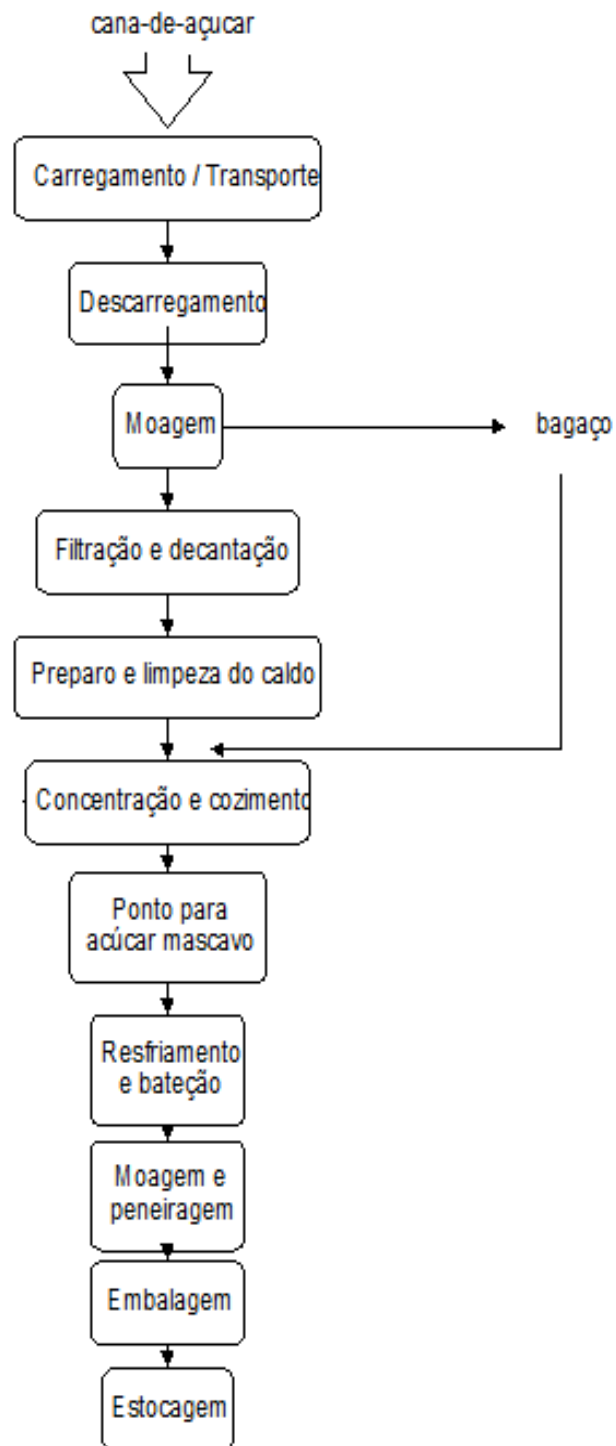 cana-de-açucar
Carregamento / Transporte
Descarregamento
Moagem
bagaço
Filtração e decantação
Preparo e limpeza do caldo
Concentração e cozimento
Ponto para
acúcar mascavo
Resfriamento
e bateção
Moagem e
peneiragem
Embalagem
Estocagem